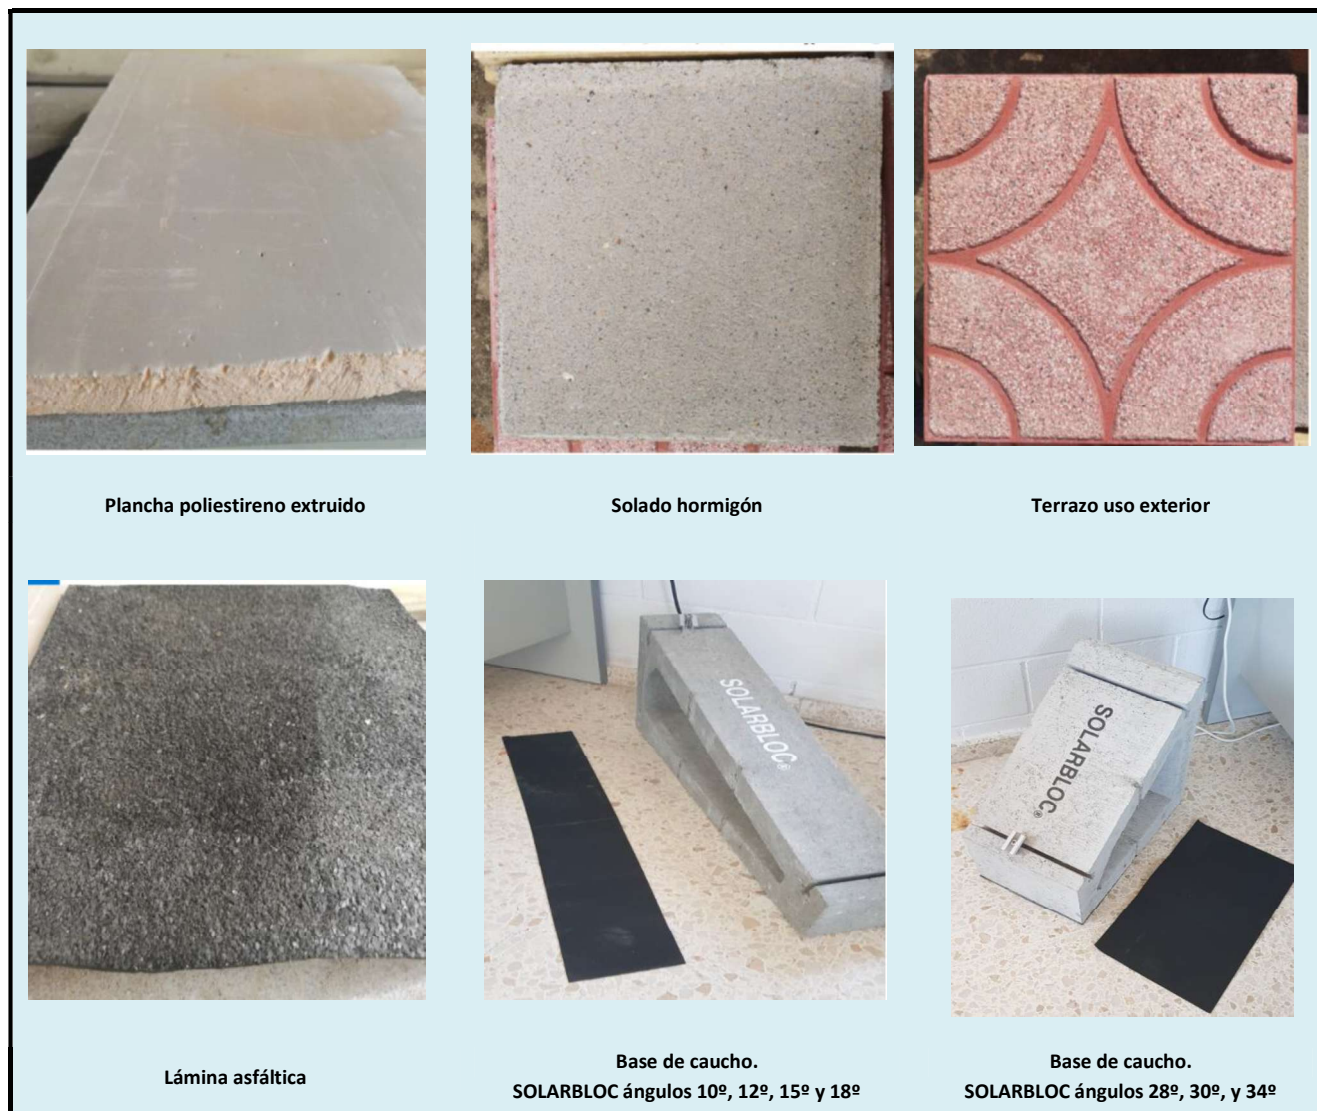 Plancha poliestireno extruido
Solado hormigón
Terrazo uso exterior
SOLARBLOC®
SOLARBLOC®
Lámina asfáltica
Base de caucho.
SOLARBLOC ángulos 10º, 12º, 15º y 18º
Base de caucho.
SOLARBLOC ángulos 28º, 30º, y 34º